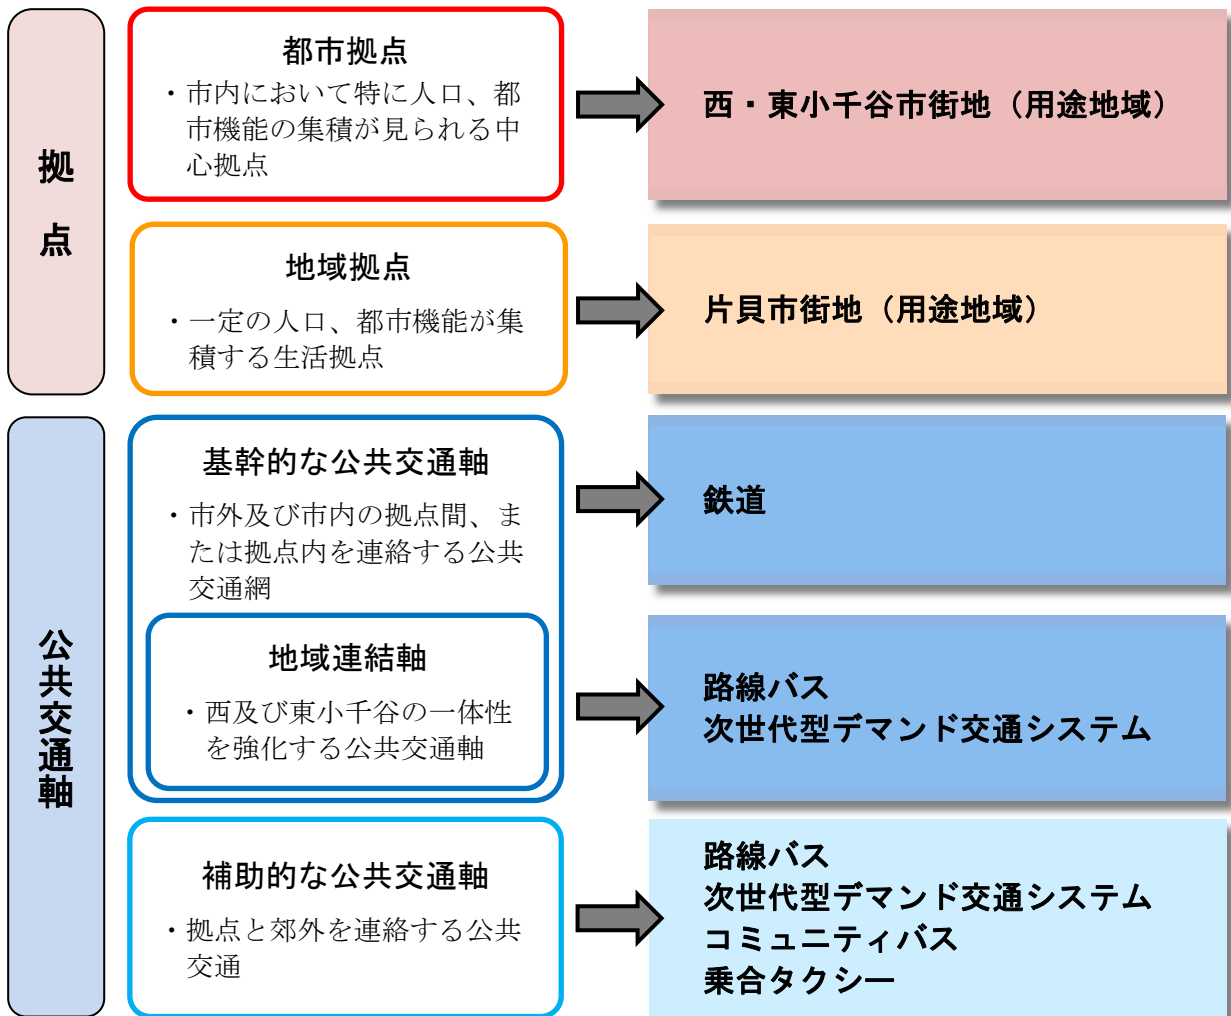 拠点
都市拠点
・市内において特に人口、都
市機能の集積が見られる中
心拠点
西・東小千谷市街地（用途地域）
地域拠点
・一定の人口、都市機能が集
積する生活拠点
片貝市街地（用途地域）
公共交通軸
基幹的な公共交通軸
・市外及び市内の拠点間、ま
たは拠点内を連絡する公共
交通網
鉄道
地域連結軸
・西及び東小千谷の一体性
を強化する公共交通軸
路線バス
次世代型デマンド交通システム
補助的な公共交通軸
・拠点と郊外を連絡する公共
交通
路線バス
次世代型デマンド交通システム
コミュニティバス
乗合タクシー